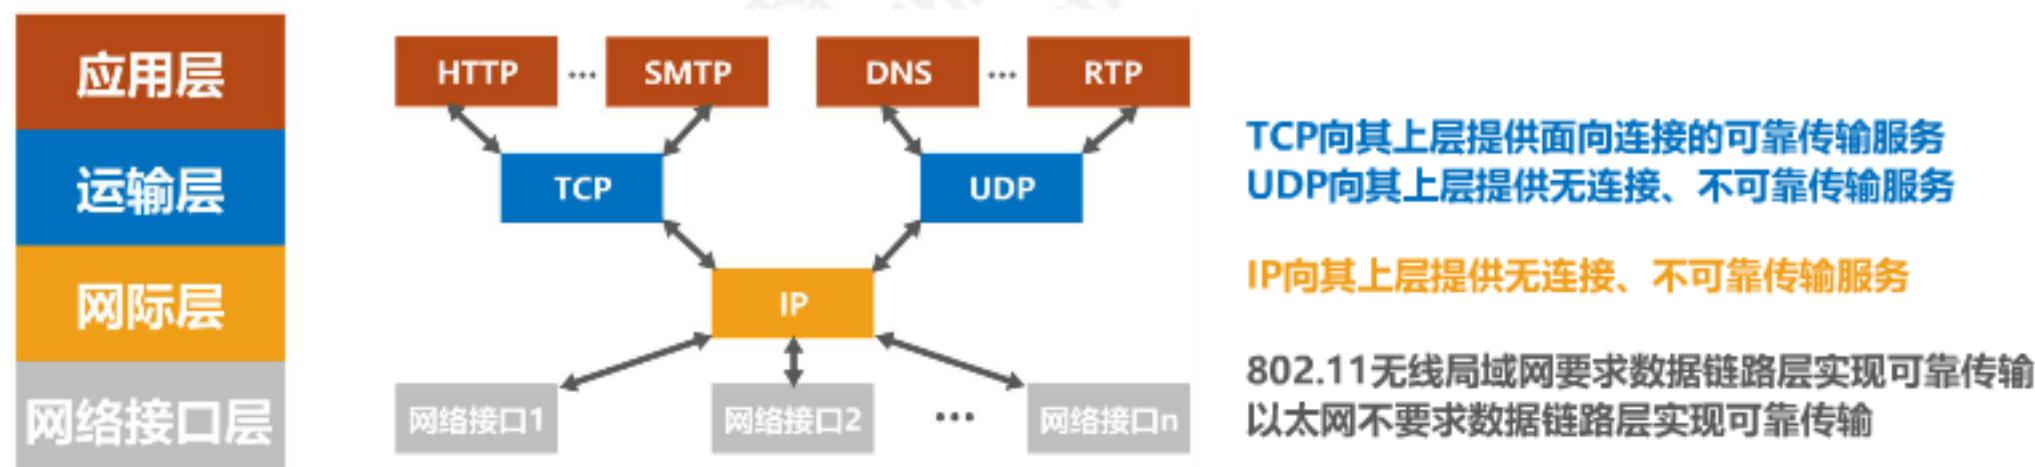 应用层
HTTP … SMTP DNS … RTP
运输层
TCP UDP
TCP向其上层提供面向连接的可靠传输服务
UDP向其上层提供无连接、不可靠传输服务
网际层
IP
IP向其上层提供无连接、不可靠传输服务
网络接口层
网络接口1 网络接口2 … 网络接口n
802.11无线局域网要求数据链路层实现可靠传输
以太网不要求数据链路层实现可靠传输